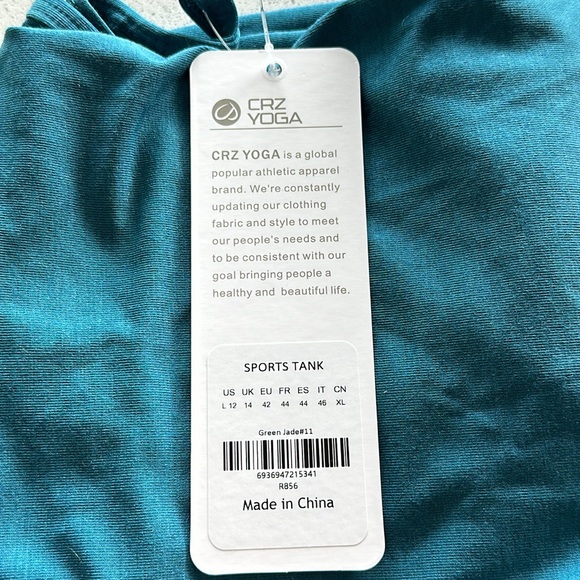 CRZ
YOGA
CRZ YOGA is a global
popular athletic apparel
brand. We're constantly
updating our clothing
fabric and style to meet
our people's needs and
to be consistent with our
goal bringing people a
healthy and beautiful life.
SPORTS TANK
US UK EU FR ES IT CN
L 12 14 42 44 44 46 XL
Green Jade#11
6936947215341
R856
Made in China